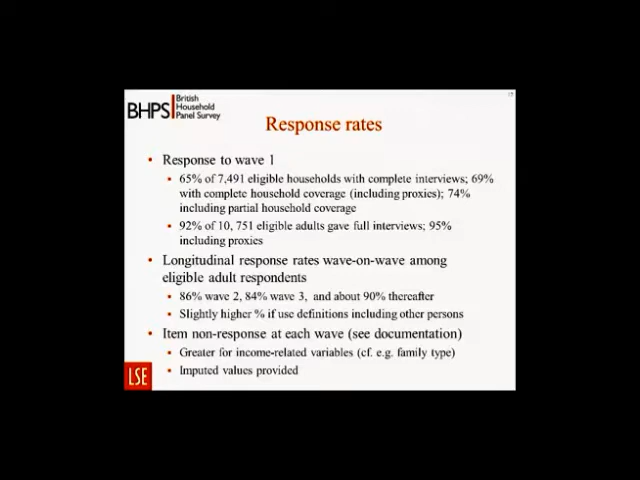 17
BHPS
British
Household
Panel Survey
Response rates
• Response to wave 1
• 65% of 7,491 eligible households with complete interviews; 69%
with complete household coverage (including proxies); 74%
including partial household coverage
• 92% of 10, 751 eligible adults gave full interviews; 95%
including proxies
• Longitudinal response rates wave-on-wave among
eligible adult respondents
• 86% wave 2, 84% wave 3, and about 90% thereafter
• Slightly higher % if use definitions including other persons
• Item non-response at each wave (see documentation)
• Greater for income-related variables (cf. e.g. family type)
• Imputed values provided
LSE